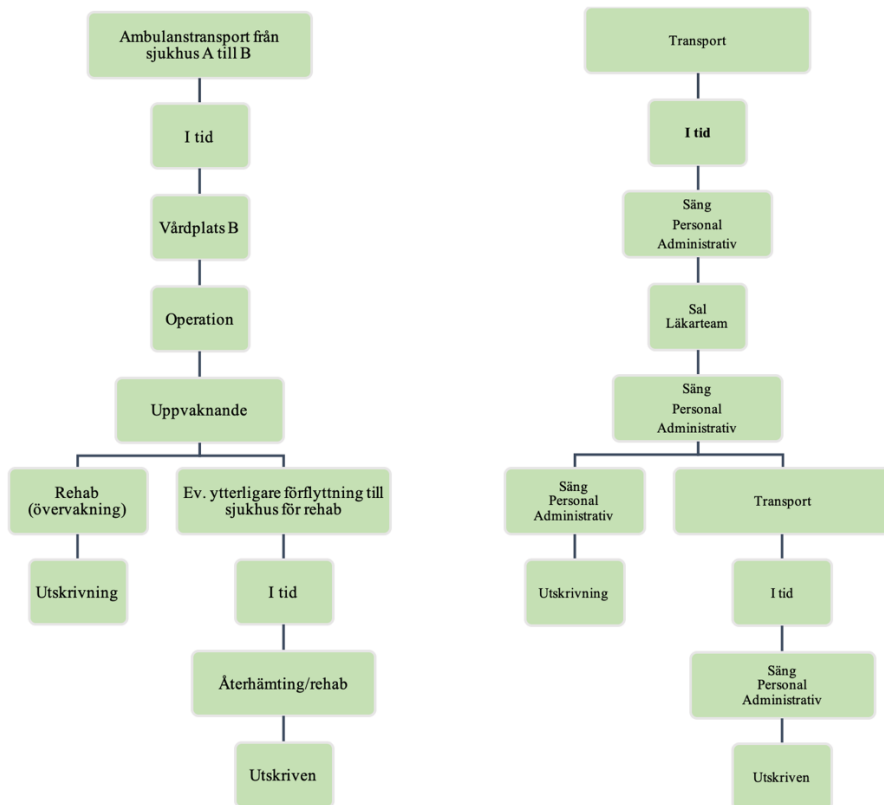 Ambulanstransport från
sjukhus A till B
I tid
Vårdplats B
Operation
Uppvaknande
Rehab
(övervakning)
Ev. ytterligare förflyttning till
sjukhus för rehab
Utskrivning
I tid
Återhämting/rehab
Utskriven
Transport
I tid
Säng
Personal
Administrativ
Sal
Läkarteam
Säng
Personal
Administrativ
Säng
Personal
Administrativ
Transport
Utskrivning
I tid
Säng
Personal
Administrativ
Utskriven